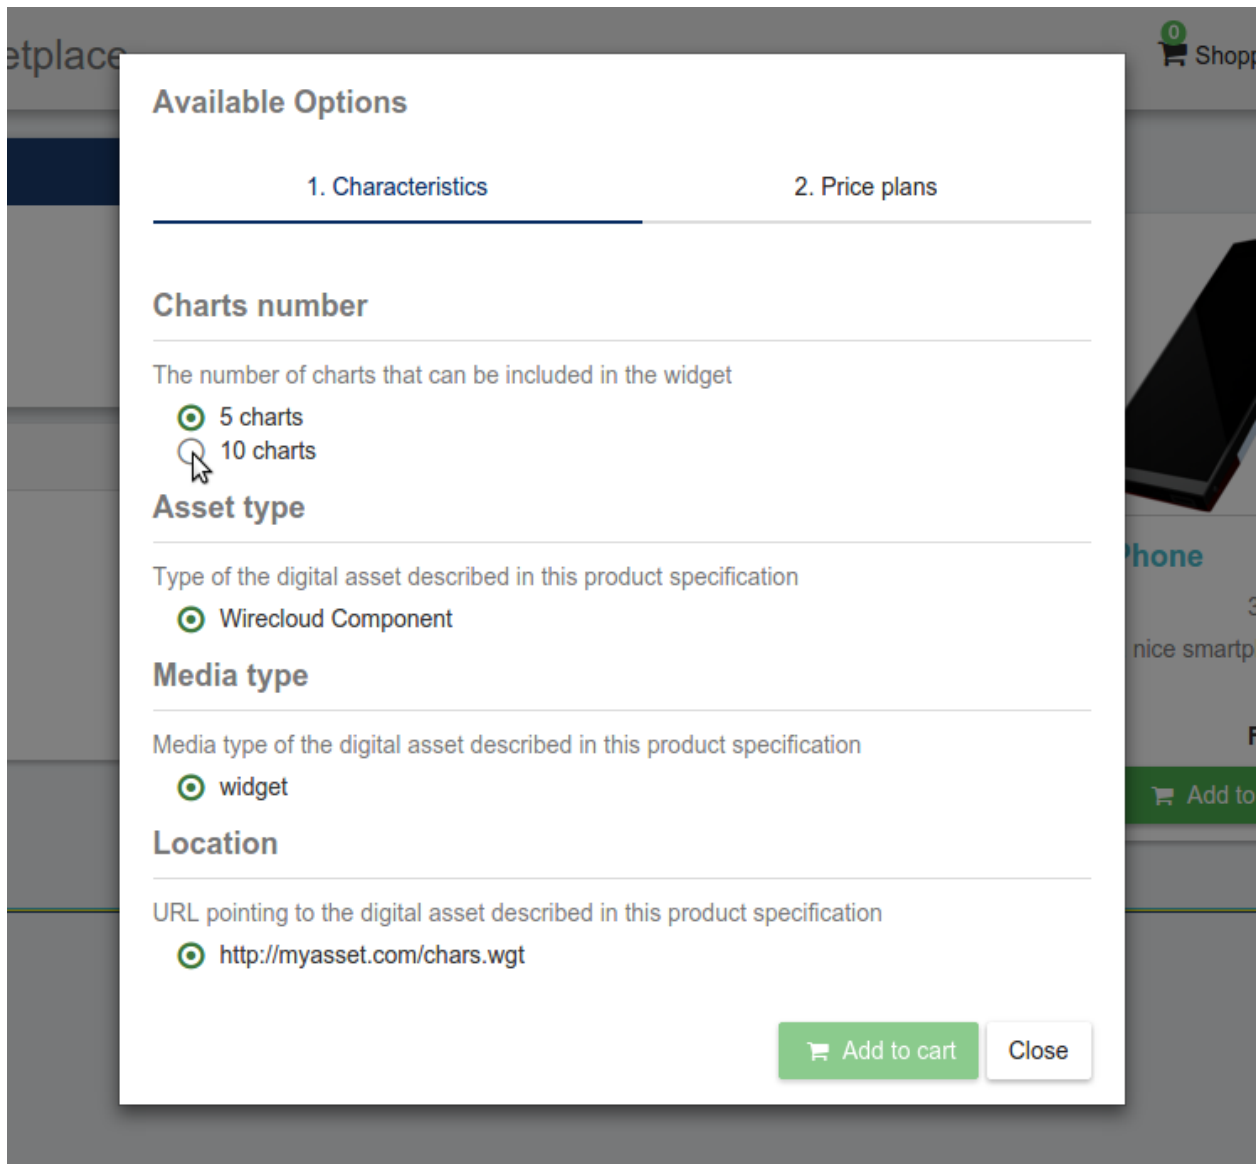 etplace
0
Shopp
Available Options
1. Characteristics
2. Price plans
Charts number
The number of charts that can be included in the widget
5 charts
10 charts
Asset type
Type of the digital asset described in this product specification
Wirecloud Component
Media type
Media type of the digital asset described in this product specification
widget
Location
URL pointing to the digital asset described in this product specification
http://myasset.com/chars.wgt
Add to cart
Close
Phone
3
nice smartp
F
Add to